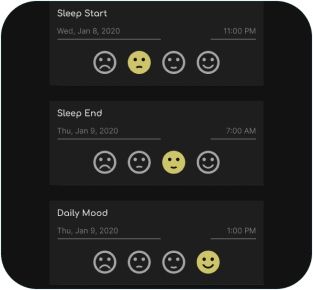 Sleep Start
Wed, Jan 8, 2020 11:00 PM
Sleep End
Thu, Jan 9, 2020 7:00 AM
Daily Mood
Thu, Jan 9, 2020 1:00 PM